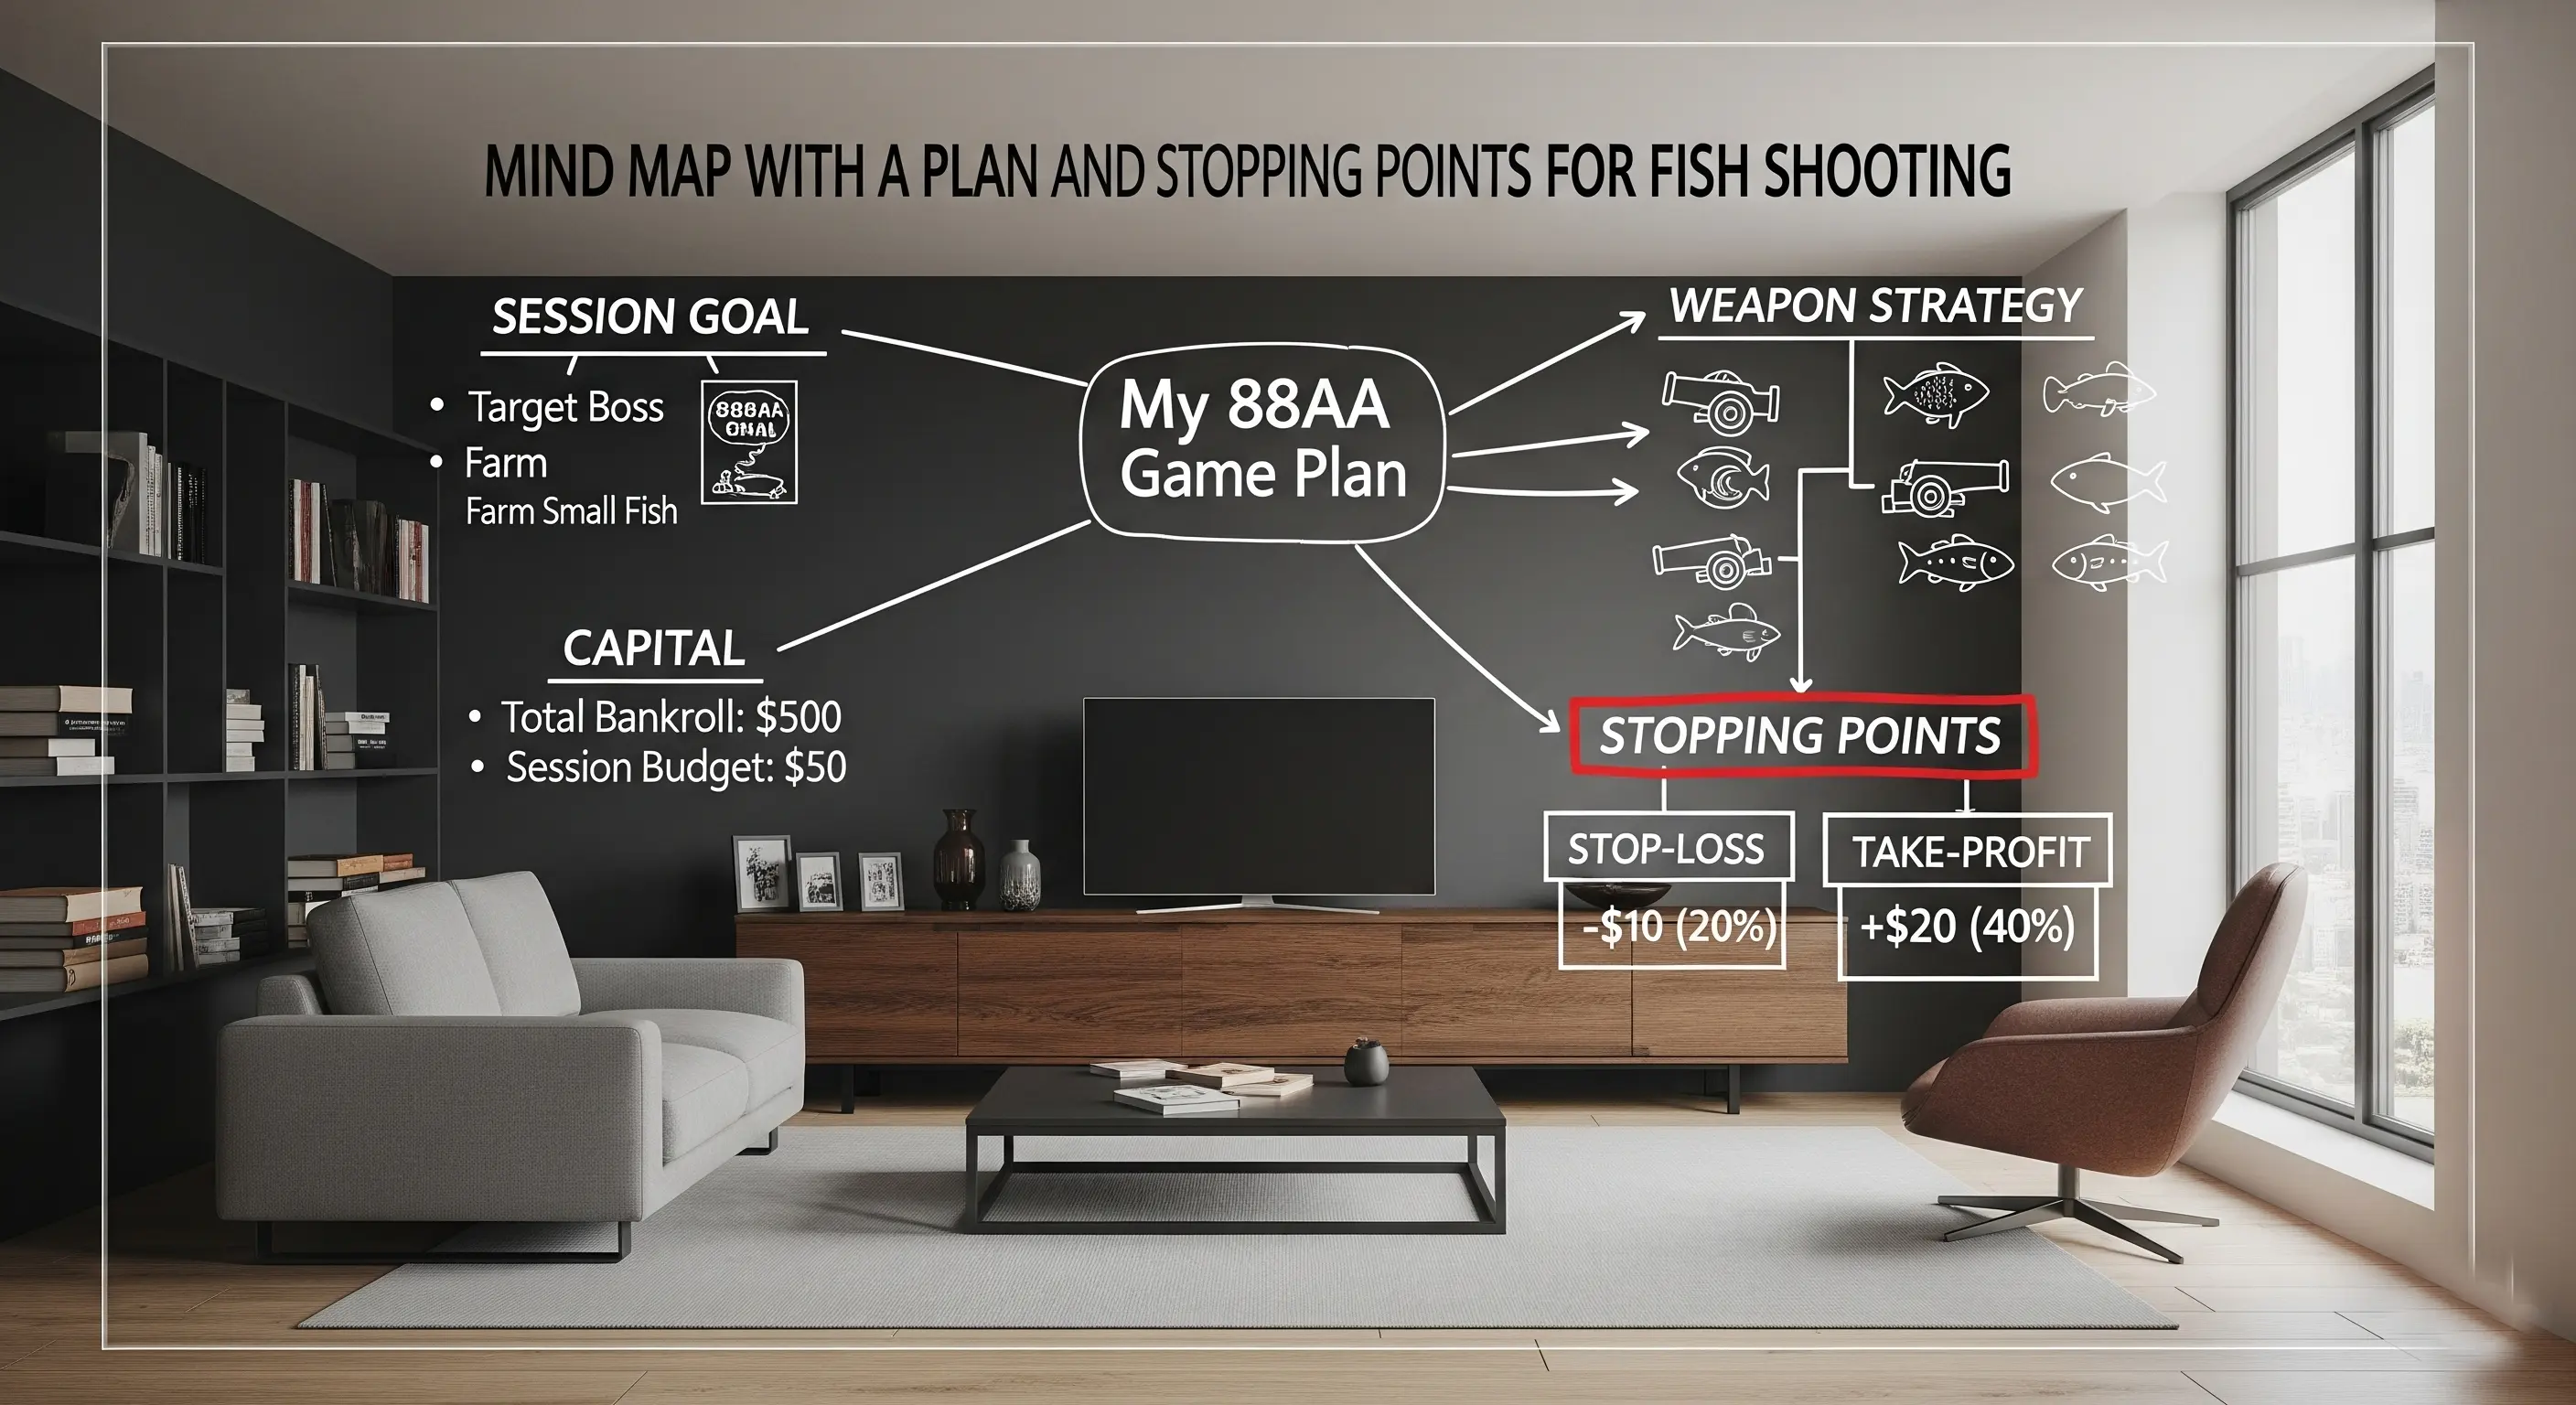 MIND MAP WITH A PLAN AND STOPPING POINTS FOR FISH SHOOTING
SESSION GOAL
• Target Boss
• Farm
Farm Small Fish
888AA
ONAL
My 88AA
Game Plan
WEAPON STRATEGY
CAPITAL
• Total Bankroll: $500
• Session Budget: $50
STOPPING POINTS
STOP-LOSS
-$10 (20%)
TAKE-PROFIT
+$20 (40%)